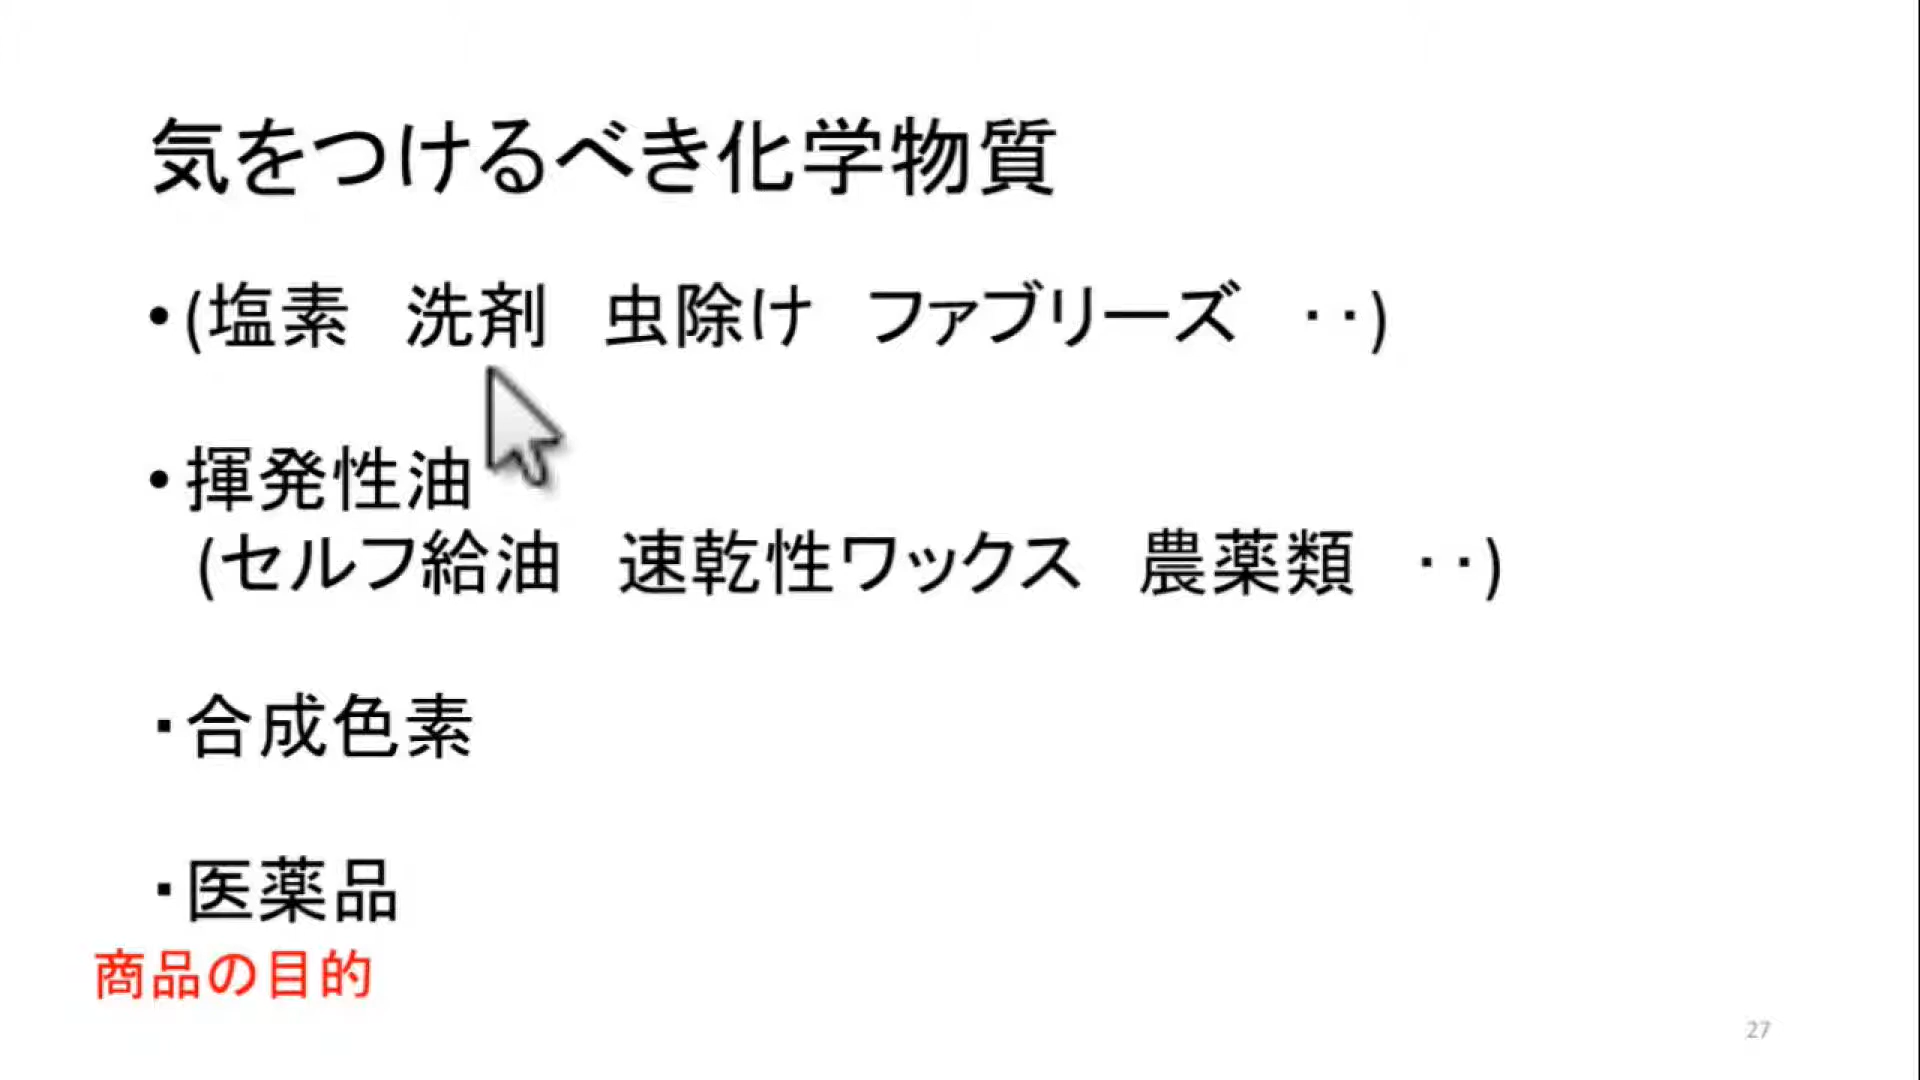 気をつけるべき化学物質
•(塩素　洗剤　虫除け　ファブリーズ　‥)
•揮発性油
(セルフ給油　速乾性ワックス　農薬類　‥)
・合成色素
・医薬品
商品の目的
27